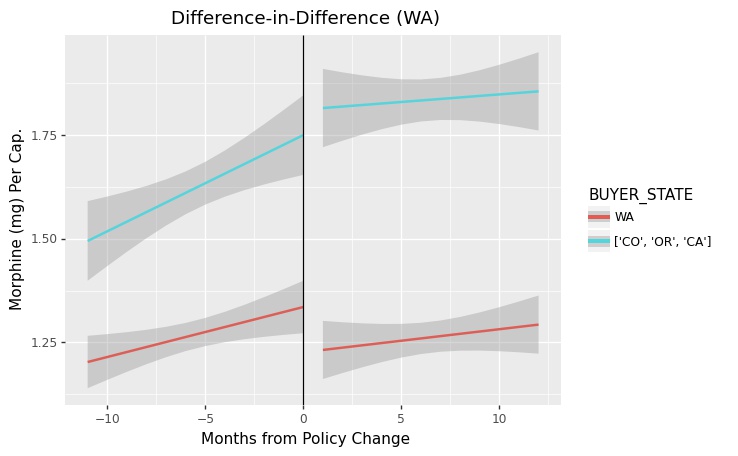 Difference-in-Difference (WA)
Morphine (mg) Per Cap.
1.75
1.50
1.25
−10
−5
0
5
10
Months from Policy Change
BUYER_STATE
WA
['CO', 'OR', 'CA']